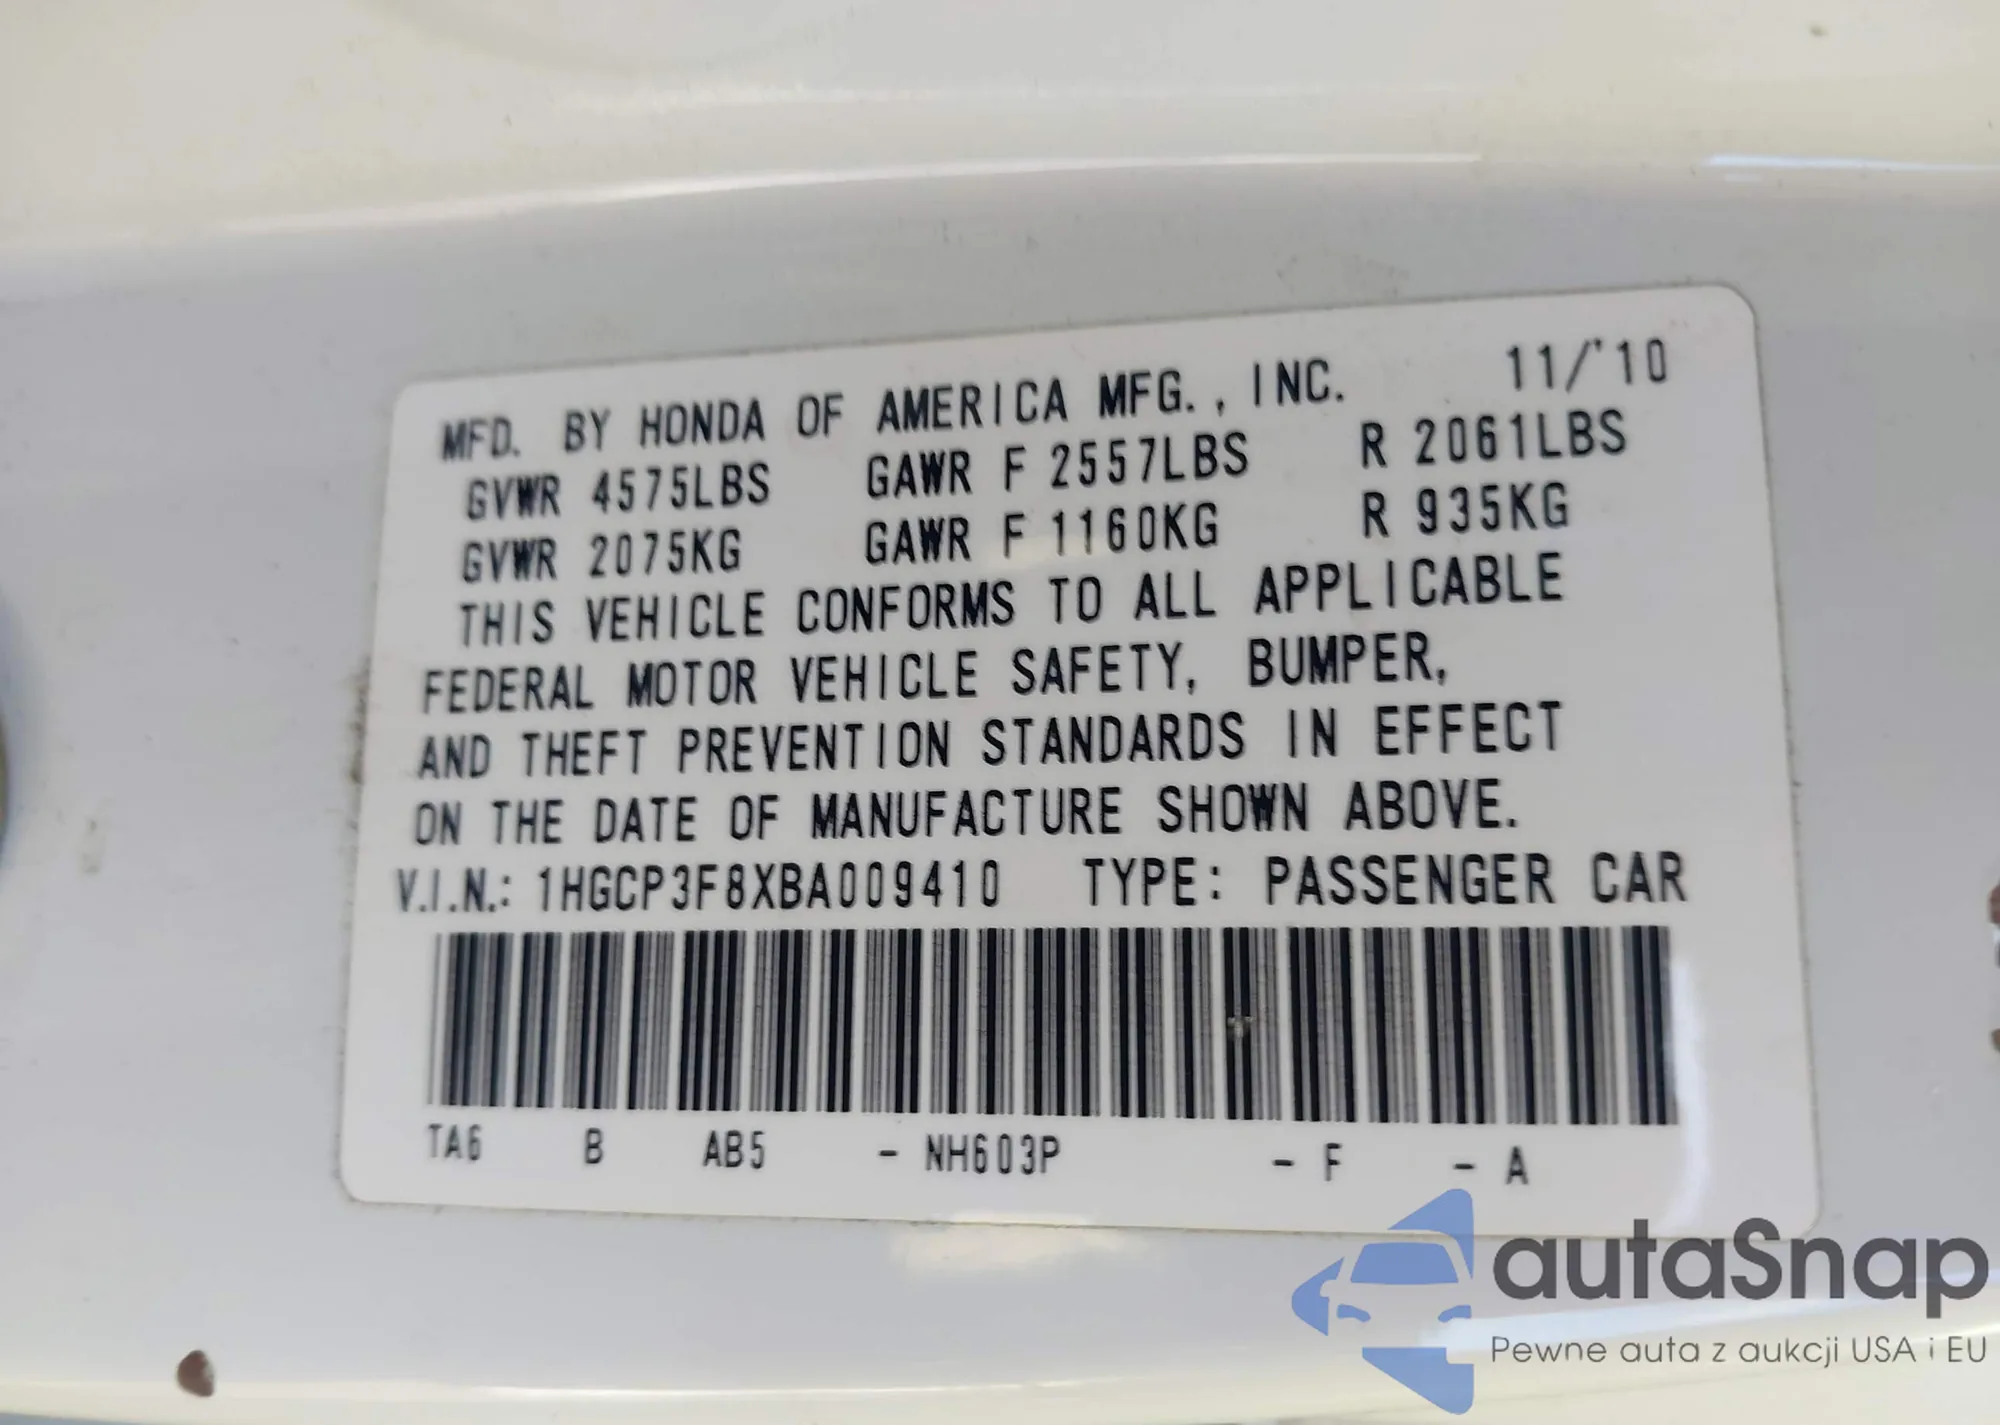 MFD. BY HONDA OF AMERICA MFG., INC. 11/'10
GVWR 4575LBS GAWR F 2557LBS R 2061LBS
GVWR 2075KG GAWR F 1160KG R 935KG
THIS VEHICLE CONFORMS TO ALL APPLICABLE
FEDERAL MOTOR VEHICLE SAFETY, BUMPER,
AND THEFT PREVENTION STANDARDS IN EFFECT
ON THE DATE OF MANUFACTURE SHOWN ABOVE.
V.I.N.: 1HGCP3F8XBA009410 TYPE: PASSENGER CAR
TA6 B AB5 - NH603P - F - A
autaSnap
Pewne auta z aukcji USA i EU